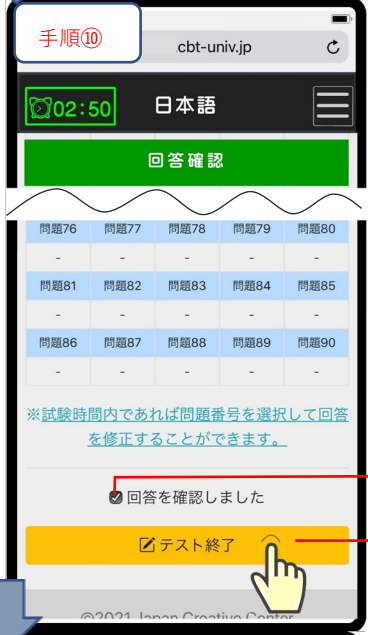 手順⑩
.cbt-univ.jp
02:50 日本語
回答確認
問題76 問題77 問題78 問題79 問題80
- - - - -
問題81 問題82 問題83 問題84 問題85
- - - - -
問題86 問題87 問題88 問題89 問題90
- - - - -
※試験時間内であれば問題番号を選択して回答
を修正することができます。
回答を確認しました
テスト終了
©2021 Japan Creative Center